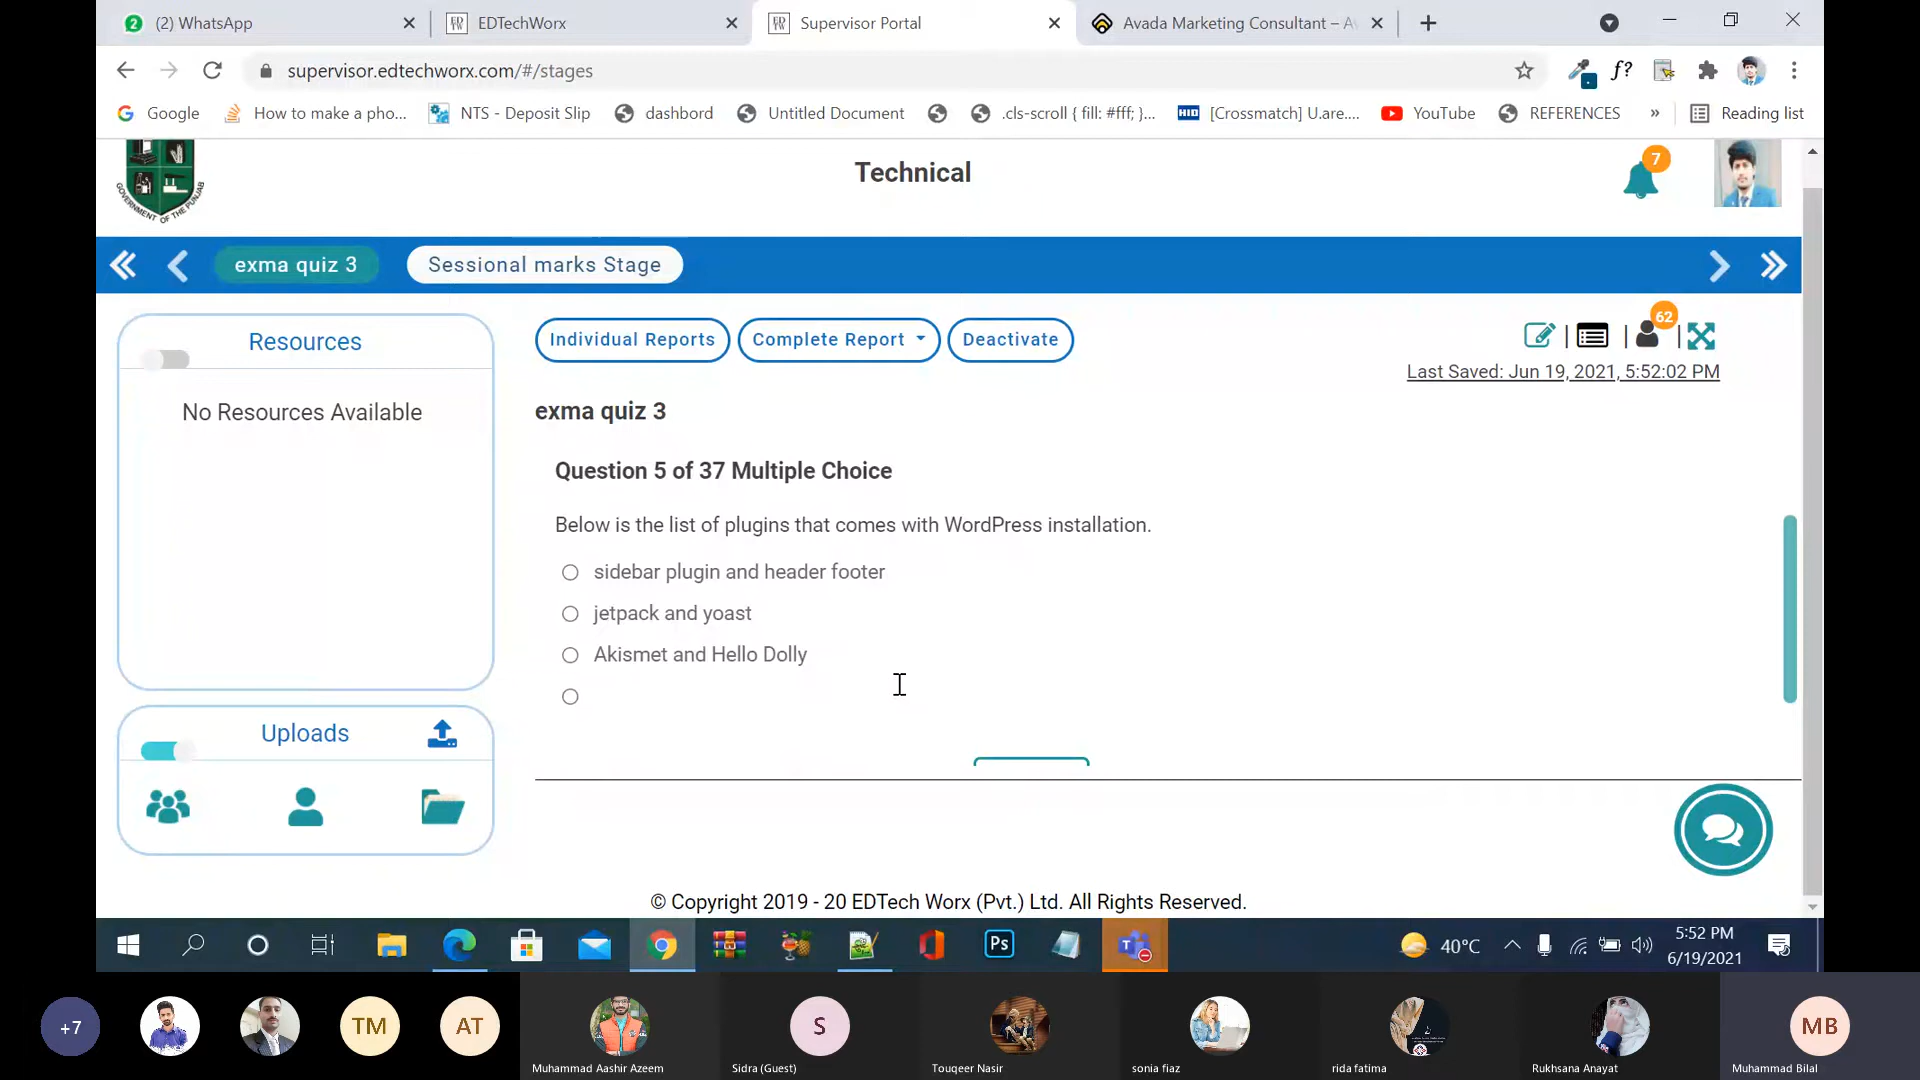 (2) WhatsApp
EDTechWorx
Supervisor Portal
Avada Marketing Consultant –
supervisor.edtechworx.com/#/stages
f?
Google
How to make a pho...
NTS - Deposit Slip
dashbord
Untitled Document
.cls-scroll { fill: #fff; }...
HID
[Crossmatch] U.are....
YouTube
REFERENCES
»
Reading list
GOVERNMENT OF THE PUNJAB
Technical
7
exma quiz 3
Sessional marks Stage
Resources
No Resources Available
Individual Reports
Complete Report
Deactivate
62
Last Saved: Jun 19, 2021, 5:52:02 PM
exma quiz 3
Question 5 of 37 Multiple Choice
Below is the list of plugins that comes with WordPress installation.
sidebar plugin and header footer
jetpack and yoast
Akismet and Hello Dolly
Uploads
© Copyright 2019 - 20 EDTech Worx (Pvt.) Ltd. All Rights Reserved.
Ps
40°C
5:52 PM
6/19/2021
+7
TM
AT
Muhammad Aashir Azeem
S
Sidra (Guest)
Touqeer Nasir
sonia fiaz
rida fatima
Rukhsana Anayat
MB
Muhammad Bilal